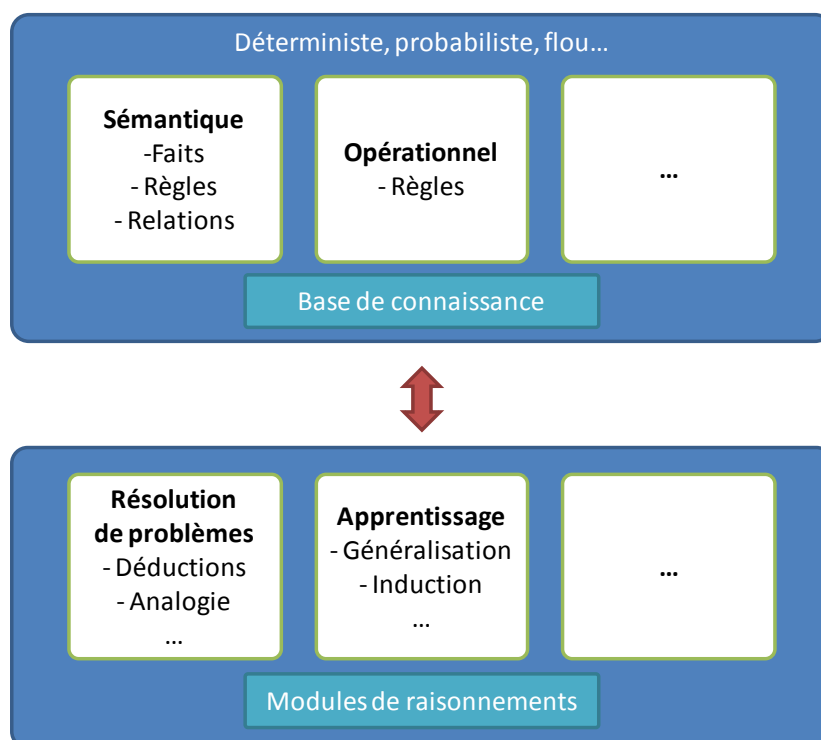 Déterministe, probabiliste, flou…
Sémantique
-Faits
- Règles
- Relations
Opérationnel
- Règles
…
Base de connaissance
Résolution
de problèmes
- Déductions
- Analogie
…
Apprentissage
- Généralisation
- Induction
…
…
Modules de raisonnements